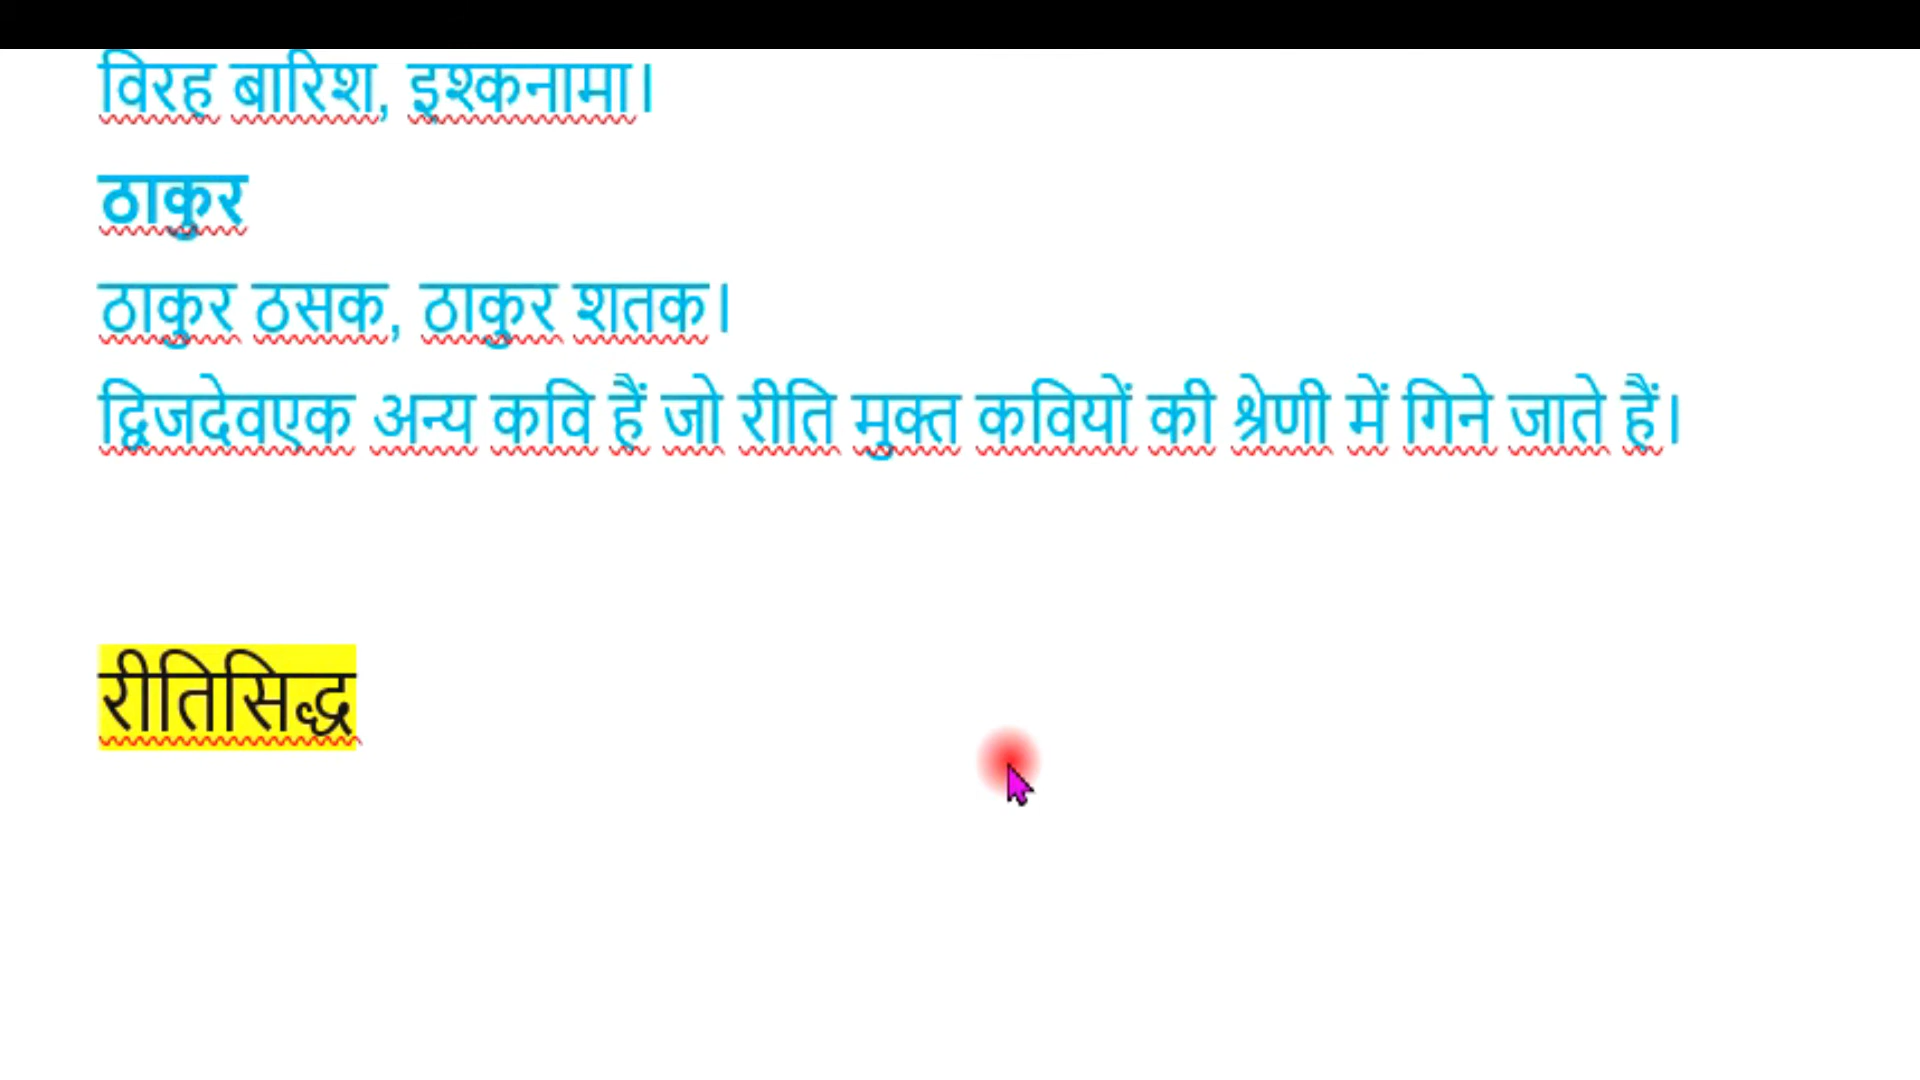 विरह बारिश, इश्कनामा।
ठाकुर
ठाकुर ठसक, ठाकुर शतक।
द्विजदेवएक अन्य कवि हैं जो रीति मुक्त कवियों की श्रेणी में गिने जाते हैं।
रीतिसिद्ध